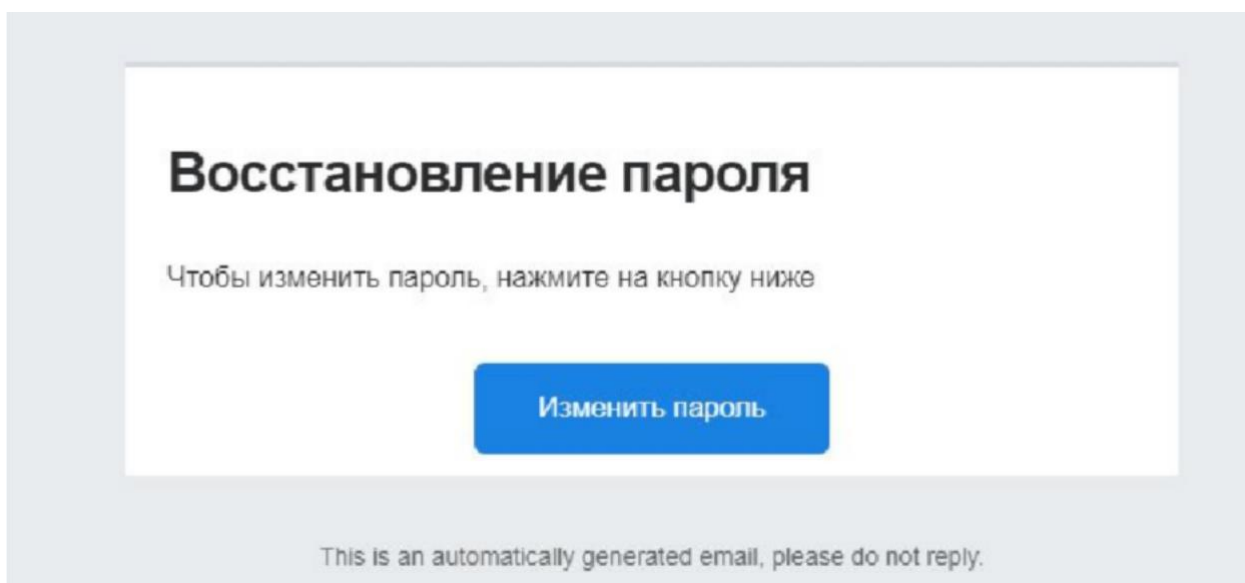 Восстановление пароля
Чтобы изменить пароль, нажмите на кнопку ниже
Изменить пароль
This is an automatically generated email, please do not reply.